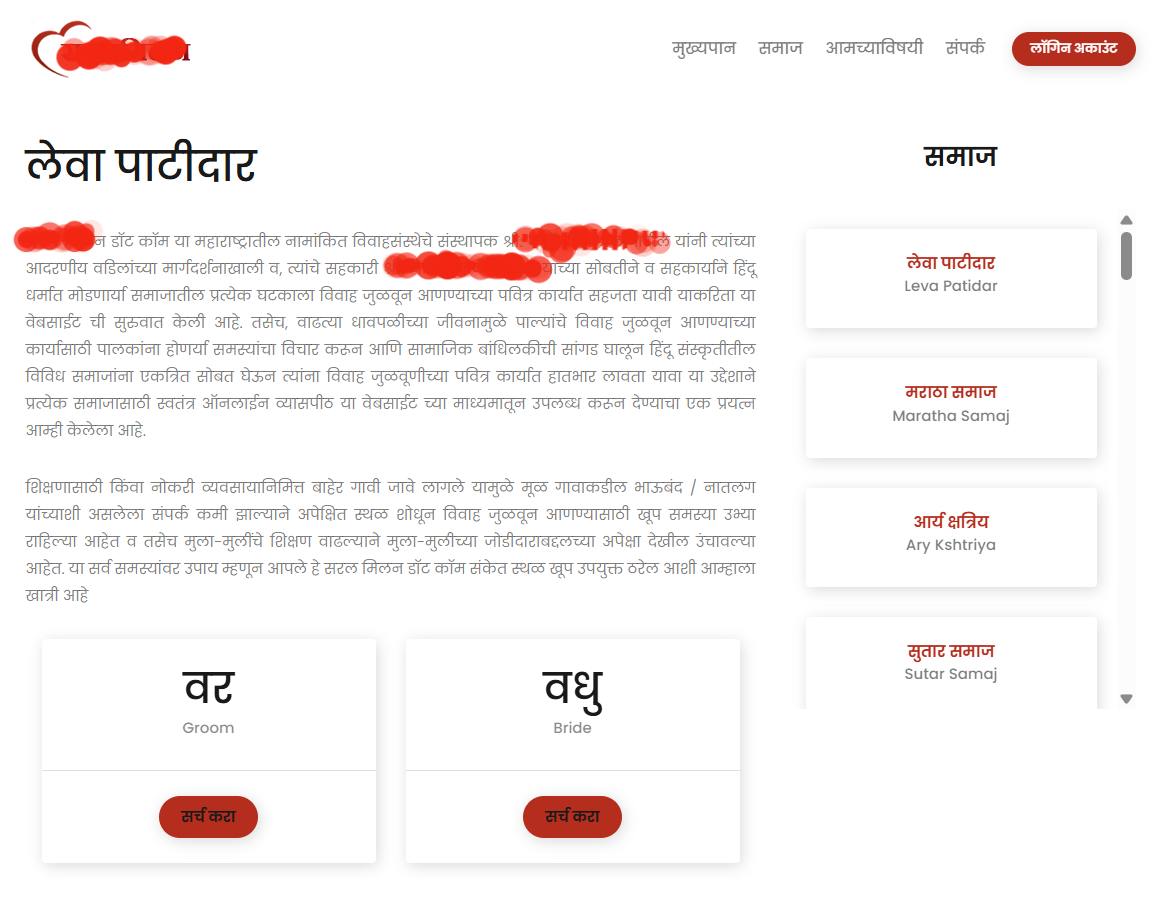 मुख्यपान समाज आमच्याविषयी संपर्क लॉगिन अकाउंट
लेवा पाटीदार
डॉट कॉम या महाराष्ट्रातील नामांकित विवाहसंस्थेचे संस्थापक यांनी त्यांच्या
आदरणीय वडिलांच्या मार्गदर्शनाखाली व, त्यांचे सहकारी सोबतीने व सहकार्याने हिंदू
धर्मात मोडणार्या समाजातील प्रत्येक घटकाला विवाह जुळवून आणण्याच्या पवित्र कार्यात सहजता यावी याकरिता या
वेबसाईट ची सुरुवात केली आहे. तसेच, वाढत्या धावपळीच्या जीवनामुळे पाल्यांचे विवाह जुळवून आणण्याच्या
कार्यासाठी पालकांना होणर्या समस्यांचा विचार करून आणि सामाजिक बांधिलकीची सांगड घालून हिंदू संस्कृतीतील
विविध समाजांना एकत्रित सोबत घेऊन त्यांना विवाह जुळवूणीच्या पवित्र कार्यात हातभार लावता यावा या उद्देशाने
प्रत्येक समाजासाठी स्वतंत्र ऑनलाईन व्यासपीठ या वेबसाईट च्या माध्यमातून उपलब्ध करून देण्याचा एक प्रयत्न
आम्ही केलेला आहे.
शिक्षणासाठी किंवा नोकरी व्यवसायानिमित्त बाहेर गावी जावे लागले यामुळे मूळ गावाकडील भाऊबंद / नातलग
यांच्याशी असलेला संपर्क कमी झाल्याने अपेक्षित स्थळ शोधून विवाह जुळवून आणण्यासाठी खूप समस्या उभ्या
राहिल्या आहेत व तसेच मुला-मुलींचे शिक्षण वाढल्याने मुला-मुलीच्या जोडीदाराबद्दलच्या अपेक्षा देखील उंचावल्या
आहेत. या सर्व समस्यांवर उपाय म्हणून आपले हे सरल मिलन डॉट कॉम संकेत स्थळ खूप उपयुक्त ठरेल आशी आम्हाला
खात्री आहे
वर
Groom
सर्च करा
वधु
Bride
सर्च करा
समाज
लेवा पाटीदार
Leva Patidar
मराठा समाज
Maratha Samaj
आर्य क्षत्रिय
Ary Kshtriya
सुतार समाज
Sutar Samaj